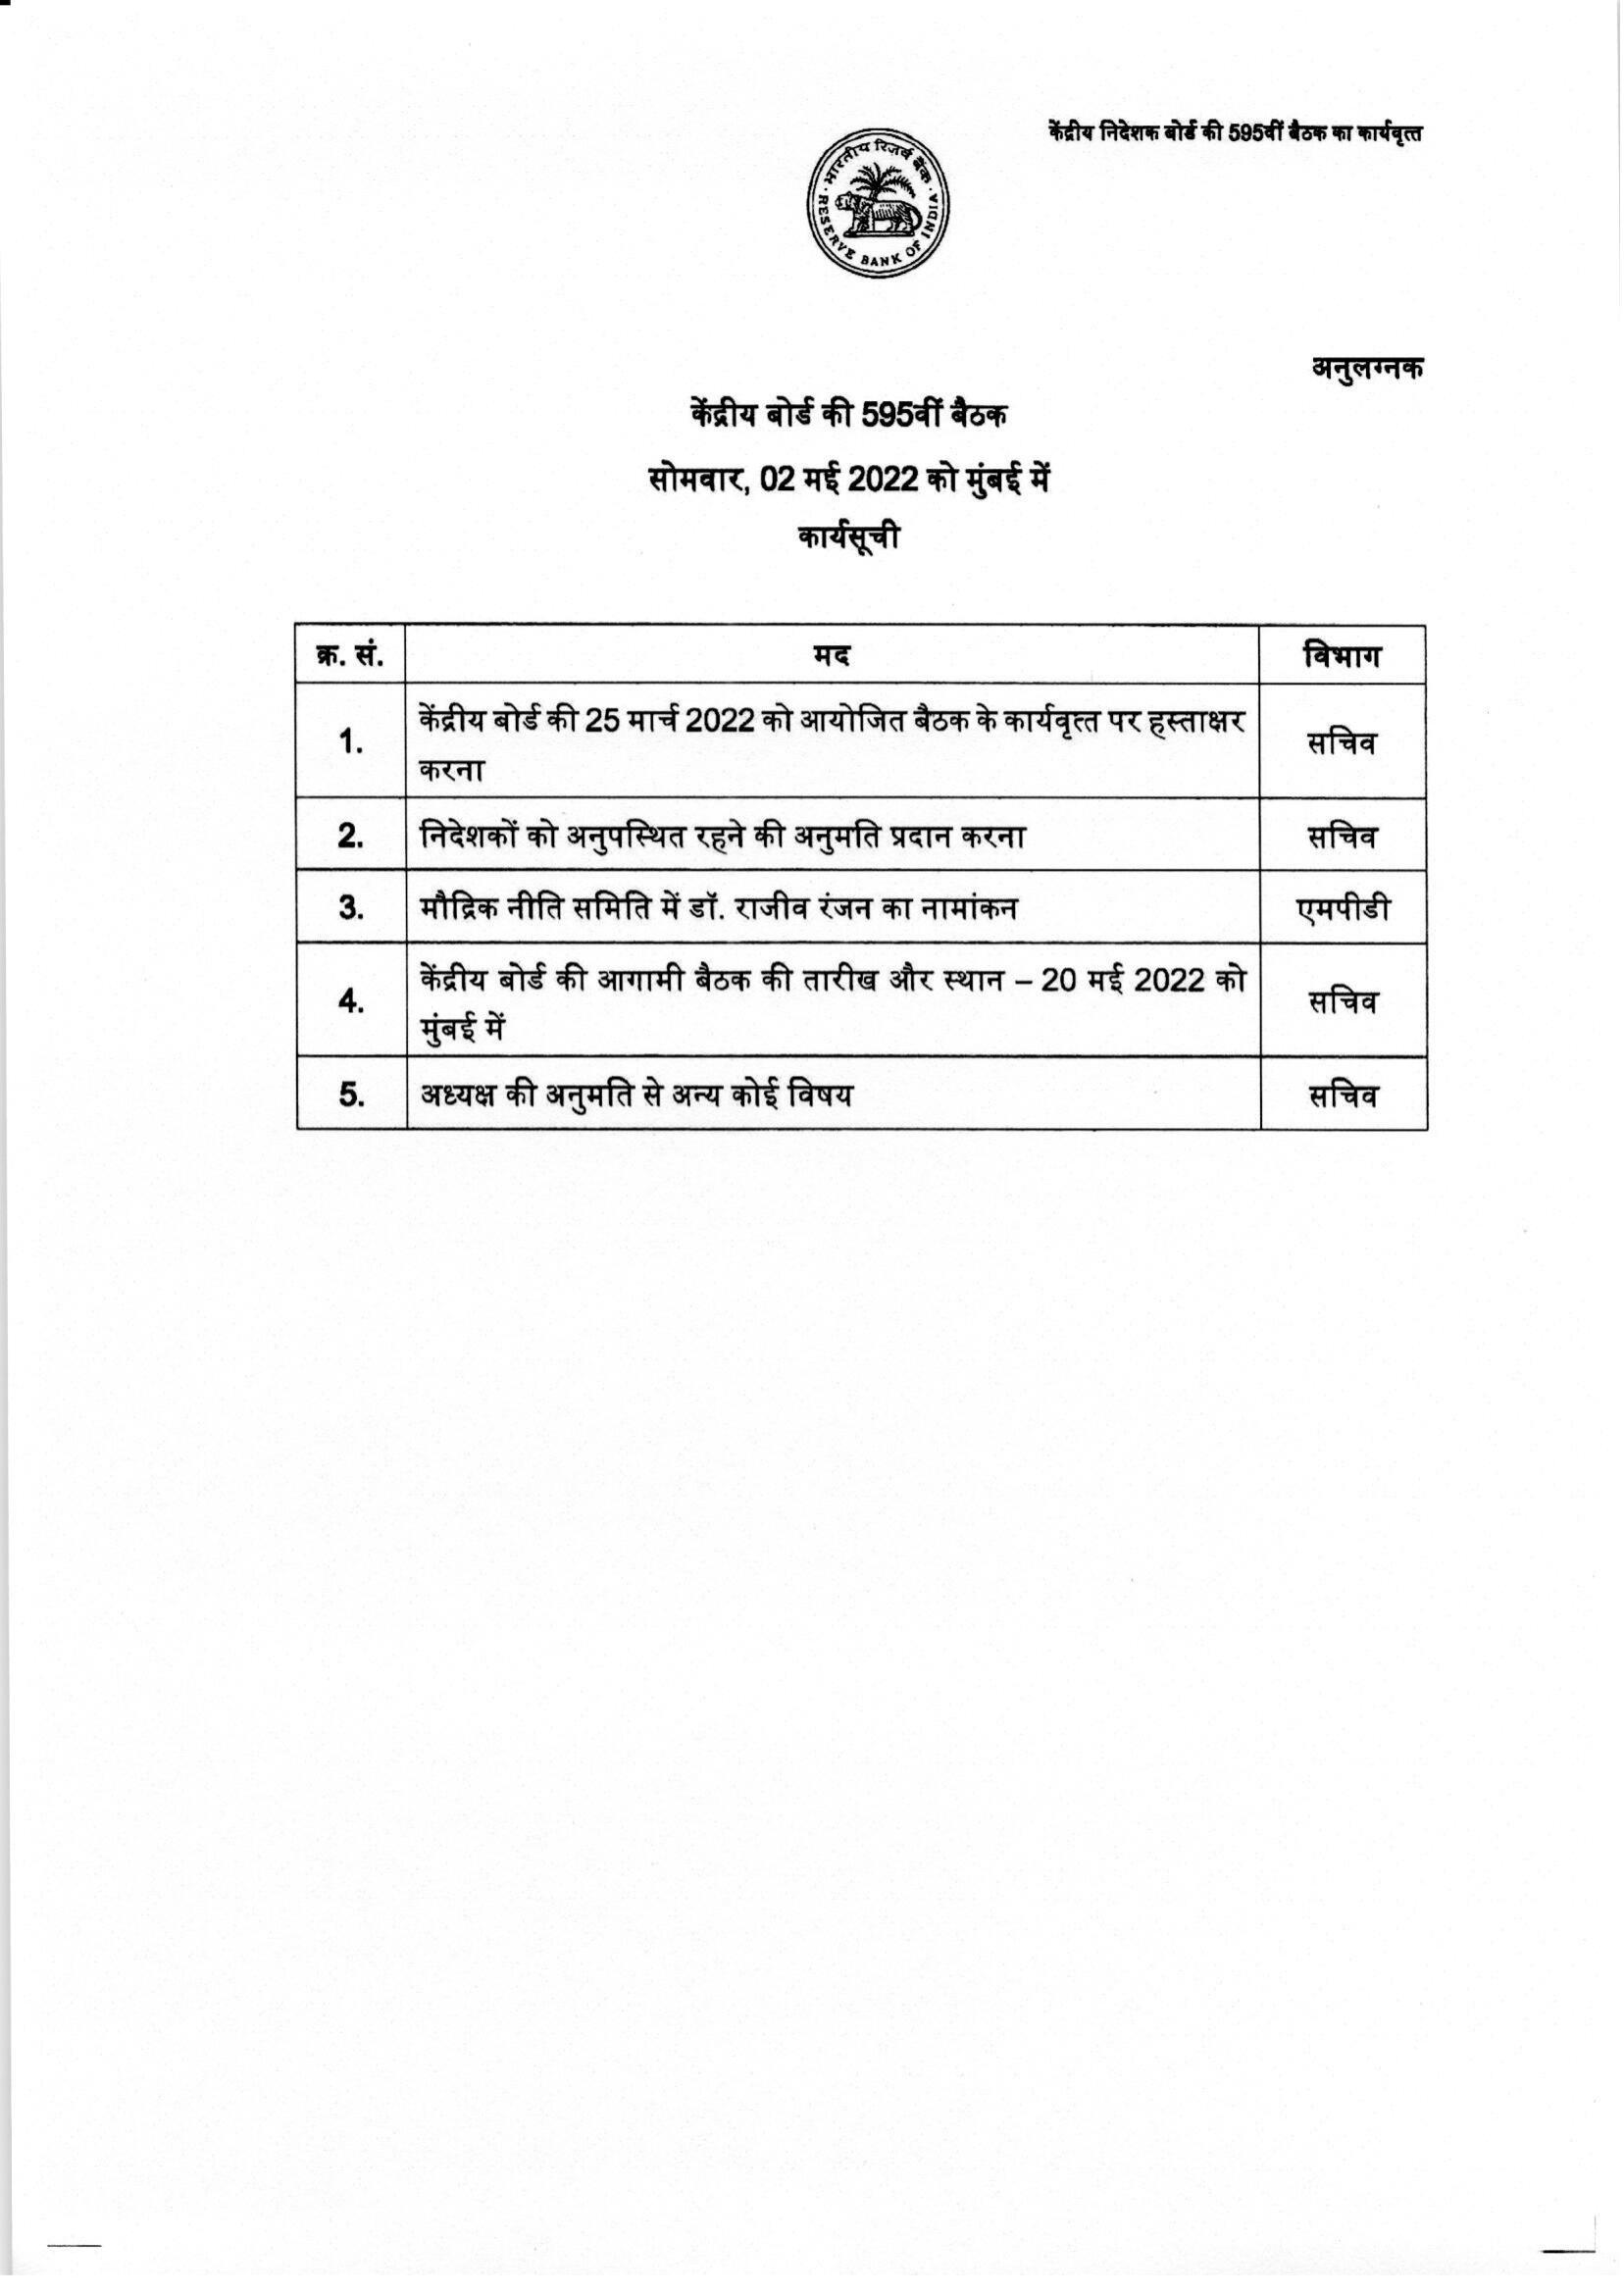 केंद्रीय निदेशक बोर्ड की 595वीं बैठक का कार्यवृत्त
भारतीय रिज़र्व बैंक
RESERVE BANK OF INDIA
अनुलग्नक
केंद्रीय बोर्ड की 595वीं बैठक
सोमवार, 02 मई 2022 को मुंबई में
कार्यसूची
क्र. सं. मद विभाग
1. केंद्रीय बोर्ड की 25 मार्च 2022 को आयोजित बैठक के कार्यवृत्त पर हस्ताक्षर
करना सचिव
2. निदेशकों को अनुपस्थित रहने की अनुमति प्रदान करना सचिव
3. मौद्रिक नीति समिति में डॉ. राजीव रंजन का नामांकन एमपीडी
4. केंद्रीय बोर्ड की आगामी बैठक की तारीख और स्थान – 20 मई 2022 को
मुंबई में सचिव
5. अध्यक्ष की अनुमति से अन्य कोई विषय सचिव